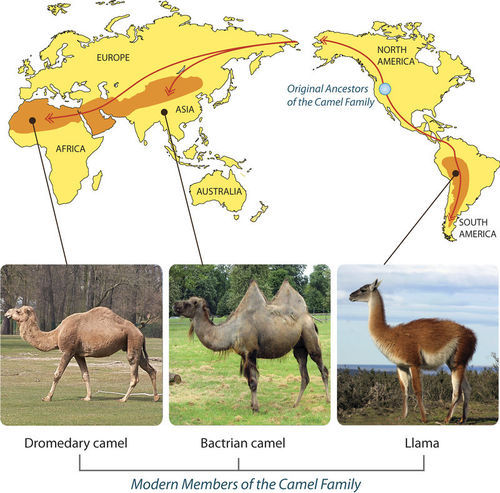 EUROPE
NORTH
AMERICA
Original Ancestors
of the Camel Family
ASIA
AFRICA
AUSTRALIA
SOUTH
AMERICA
Dromedary camel
Bactrian camel
Llama
Modern Members of the Camel Family